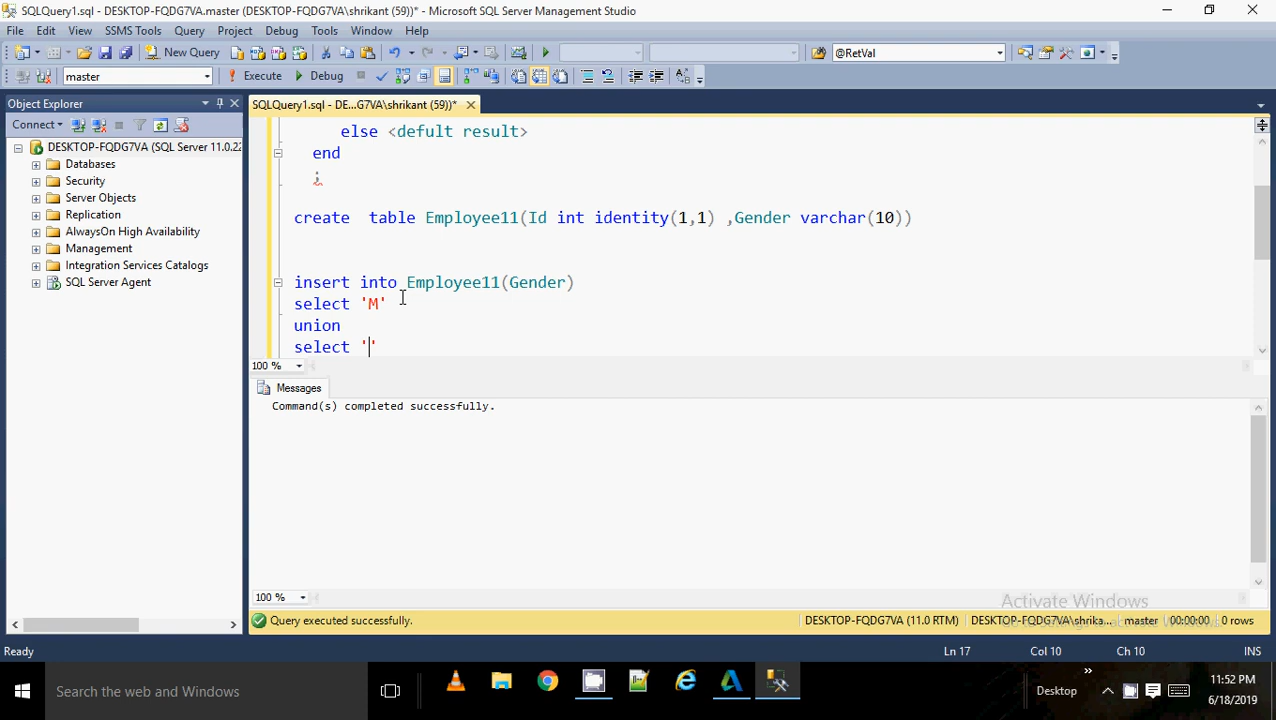 SQLQuery1.sql - DESKTOP-FQDG7VA.master (DESKTOP-FQDG7VA\shrikant (59))* - Microsoft SQL Server Management Studio
File Edit View SSMS Tools Query Project Debug Tools Window Help
New Query @RetVal
master Execute Debug
Object Explorer
SQLQuery1.sql - DE...G7VA\shrikant (59))*
Connect
DESKTOP-FQDG7VA (SQL Server 11.0.22
Databases
Security
Server Objects
Replication
AlwaysOn High Availability
Management
Integration Services Catalogs
SQL Server Agent
else <defult result>
end
;
create table Employee11(Id int identity(1,1) ,Gender varchar(10))
insert into Employee11(Gender)
select 'M'
union
select ''
100 %
Messages
Command(s) completed successfully.
100 %
Activate Windows
Query executed successfully. DESKTOP-FQDG7VA (11.0 RTM) DESKTOP-FQDG7VA\shrika... master 00:00:00 0 rows
Ready Ln 17 Col 10 Ch 10 INS
Search the web and Windows
Desktop
11:52 PM
6/18/2019